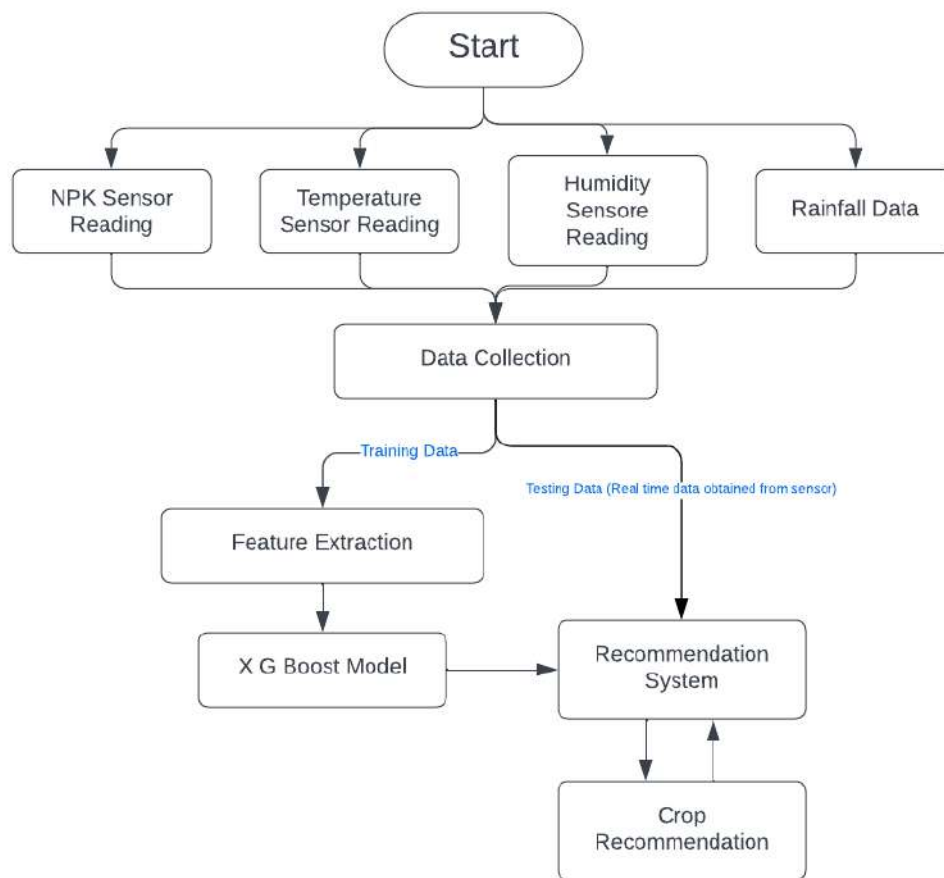 Start
NPK Sensor
Reading
Temperature
Sensor Reading
Humidity
Sensore
Reading
Rainfall Data
Data Collection
Training Data
Testing Data (Real time data obtained from sensor)
Feature Extraction
X G Boost Model
Recommendation
System
Crop
Recommendation